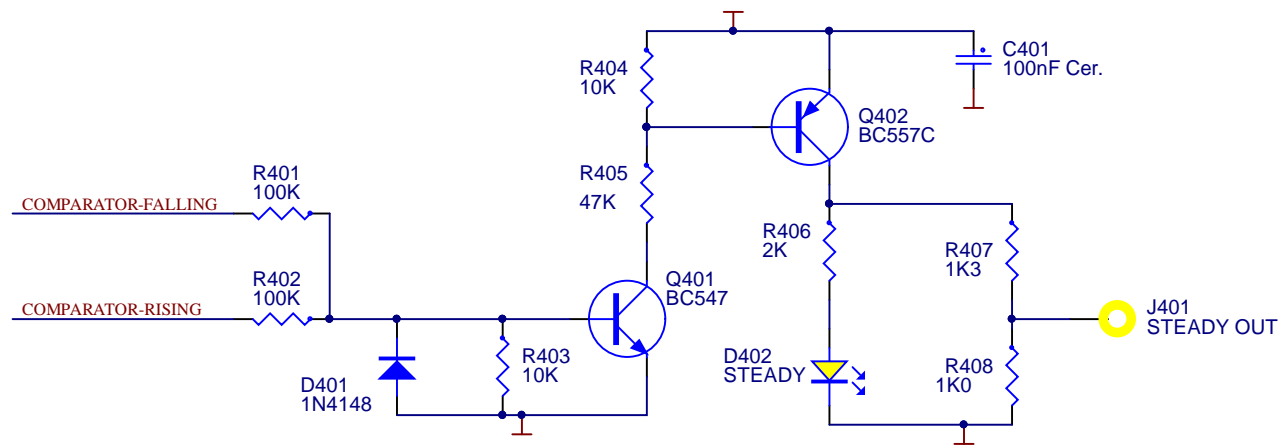 C401
100nF Cer.
R404
10K
Q402
BC557C
R401
100K
R405
47K
COMPARATOR-FALLING
R406
2K
R407
1K3
R402
100K
Q401
BC547
COMPARATOR-RISING
J401
STEADY OUT
R403
10K
D402
STEADY
R408
1K0
D401
1N4148